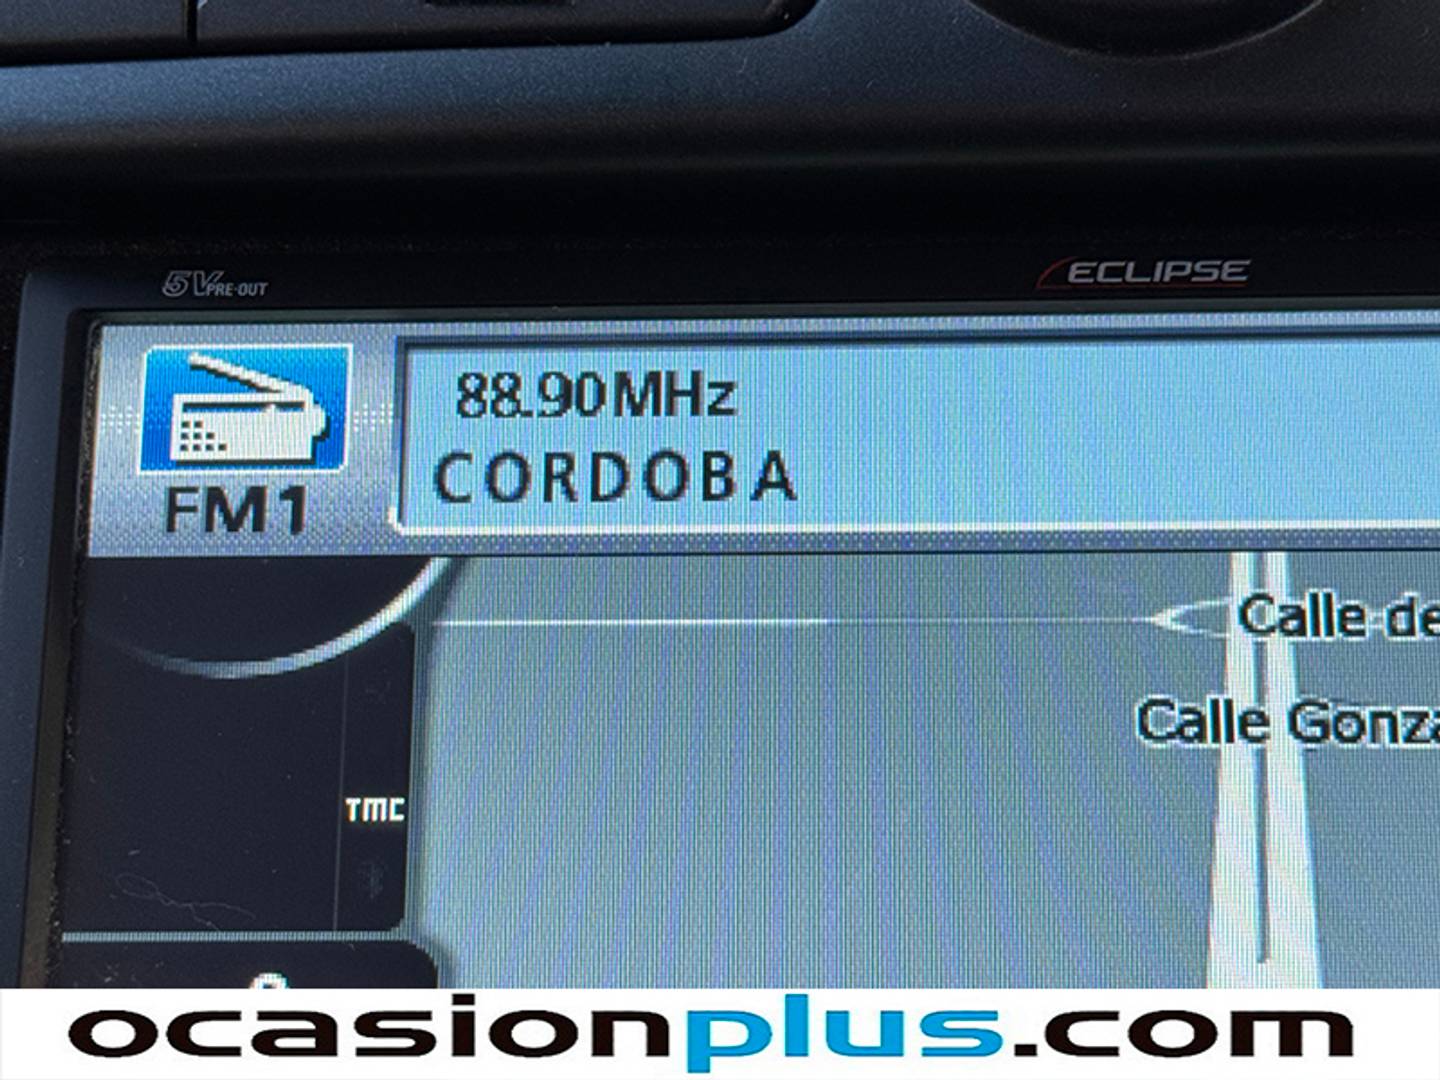 5V PRE-OUT
ECLIPSE
88.90MHz
CORDOBA
FM1
Calle de
Calle Gonza
TMC
ocasionplus.com